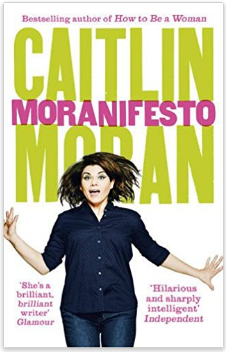 Bestselling author of How to Be a Woman
CAITLIN
MORANIFESTO
MORAN
'She's a
brilliant,
brilliant
writer'
Glamour
'Hilarious
and sharply
intelligent'
Independent